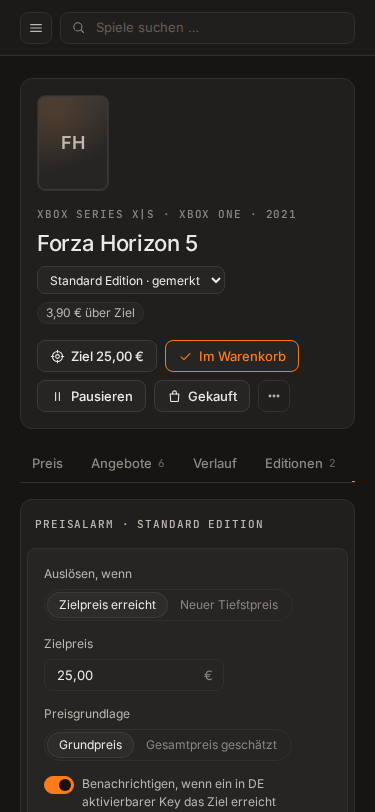 Spiele suchen ...
FH
XBOX SERIES X|S · XBOX ONE · 2021
Forza Horizon 5
Standard Edition · gemerkt
3,90 € über Ziel
Ziel 25,00 € Im Warenkorb
Pausieren Gekauft
Preis Angebote 6 Verlauf Editionen 2
PREISALARM · STANDARD EDITION
Auslösen, wenn
Zielpreis erreicht Neuer Tiefstpreis
Zielpreis
25,00 €
Preisgrundlage
Grundpreis Gesamtpreis geschätzt
Benachrichtigen, wenn ein in DE
aktivierbarer Key das Ziel erreicht